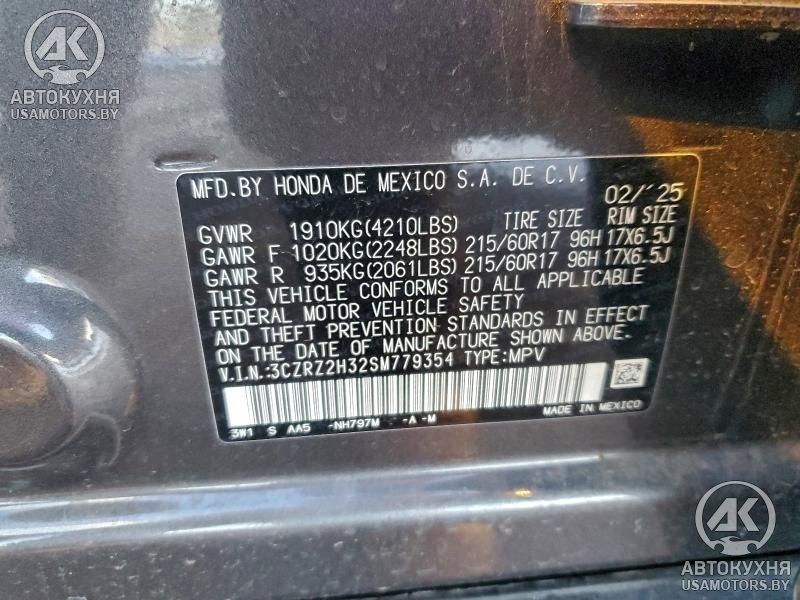 AK
АВТОКУХНЯ
USAMOTORS.BY
MFD.BY HONDA DE MEXICO S.A. DE C.V. 02/'25
GVWR 1910KG(4210LBS) TIRE SIZE RIM SIZE
GAWR F 1020KG(2248LBS) 215/60R17 96H 17X6.5J
GAWR R 935KG(2061LBS) 215/60R17 96H 17X6.5J
THIS VEHICLE CONFORMS TO ALL APPLICABLE
FEDERAL MOTOR VEHICLE SAFETY
AND THEFT PREVENTION STANDARDS IN EFFECT
ON THE DATE OF MANUFACTURE SHOWN ABOVE.
V.I.N.:3CZRZ2H32SM779354 TYPE:MPV
3W1 S AA5 -NH797M -A -M MADE IN MEXICO
AK
АВТОКУХНЯ
USAMOTORS.BY